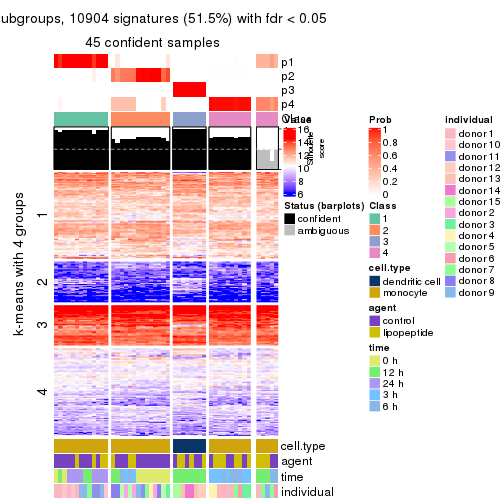 ubgroups, 10904 signatures (51.5%) with fdr < 0.05
45 confident samples
p1
p2
p3
p4
Class
Silhouette
score
k-means with 4 groups
1
2
3
4
cell.type
agent
time
individual
Value
16
14
12
10
8
6
Status (barplots)
confident
ambiguous
Prob
1
0.8
0.6
0.4
0.2
0
Class
1
2
3
4
cell.type
dendritic cell
monocyte
agent
control
lipopeptide
time
0 h
12 h
24 h
3 h
6 h
individual
donor 1
donor 10
donor 11
donor 12
donor 13
donor 14
donor 15
donor 2
donor 3
donor 4
donor 5
donor 6
donor 7
donor 8
donor 9